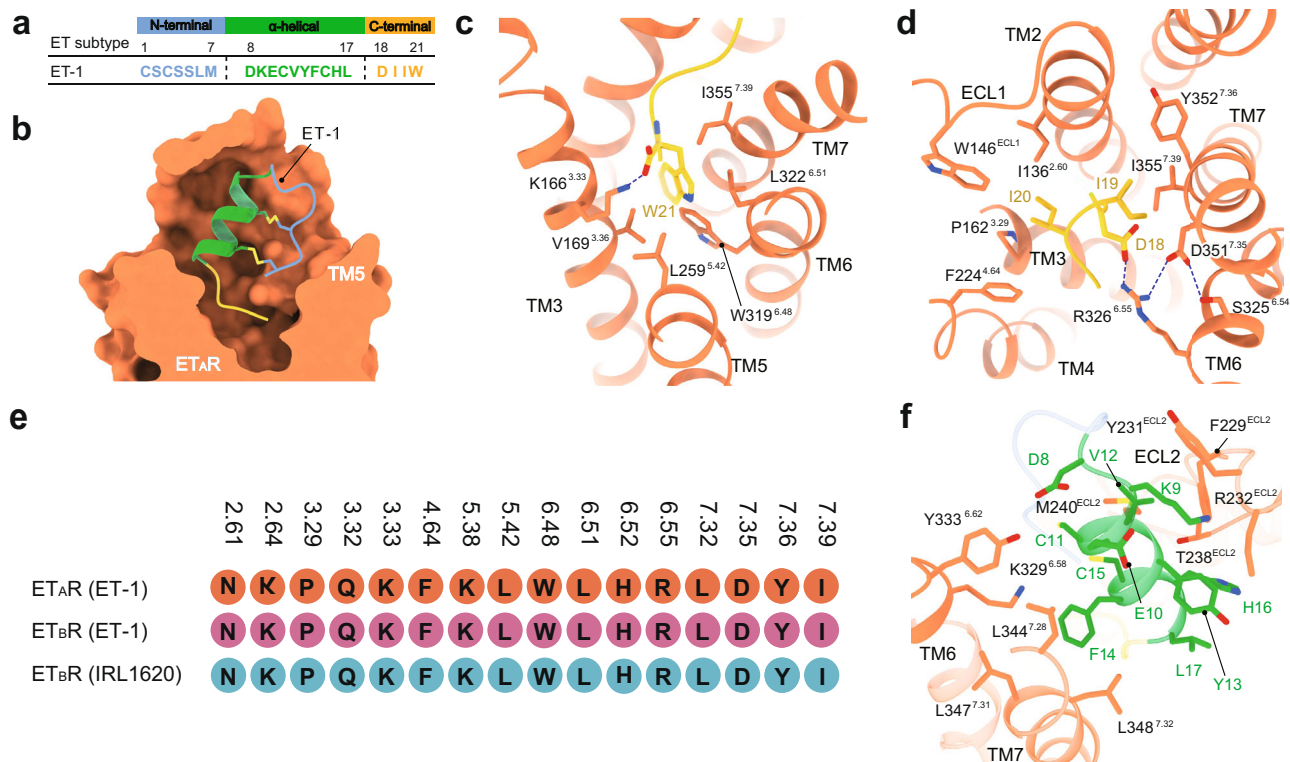 a
N-terminal α-helical C-terminal
ET subtype 1 7 8 17 18 21
ET-1 CSCSSLM DKECVYFCHL DIIW
b
ET-1
TM5
ETAR
c
I355 7.39
TM7
K166 3.33
L322 6.51
W21
V169 3.36
L259 5.42
TM6
TM3
W319 6.48
TM5
d
TM2
ECL1
Y352 7.36
TM7
W146 ECL1
I136 2.60
I355 7.39
I19
I20
P162 3.29
D18
TM3
D351 7.35
F224 4.64
R326 6.55
S325 6.54
TM4
TM6
e
2.61 2.64 3.29 3.32 3.33 4.64 5.38 5.42 6.48 6.51 6.52 6.55 7.32 7.35 7.36 7.39
ETAR (ET-1) N K P Q K F K L W L H R L D Y I
ETBR (ET-1) N K P Q K F K L W L H R L D Y I
ETBR (IRL1620) N K P Q K F K L W L H R L D Y I
f
Y231 ECL2
F229 ECL2
ECL2
V12
D8
K9
R232 ECL2
M240 ECL2
Y333 6.62
C11
T238 ECL2
K329 6.58
C15
H16
E10
L344 7.28
TM6
F14
L17
Y13
L347 7.31
L348 7.32
TM7